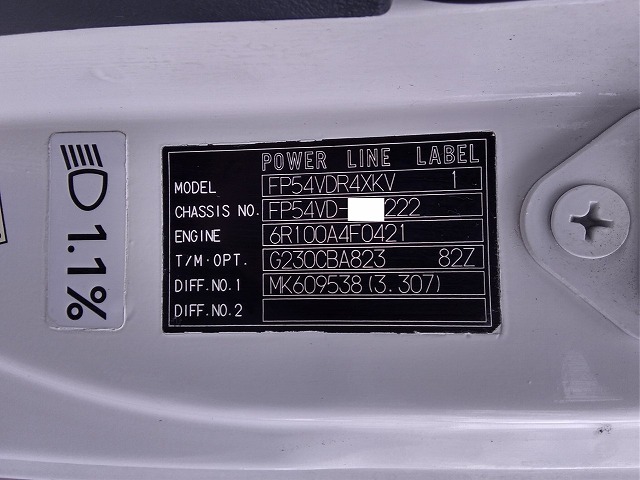 POWER LINE LABEL
MODEL FP54VDR4XKV 1
CHASSIS NO. FP54VD- 222
ENGINE 6R100A4F0421
T/M·OPT. G230CBA823 82Z
DIFF.NO.1 MK609538(3.307)
DIFF.NO.2
1.1%